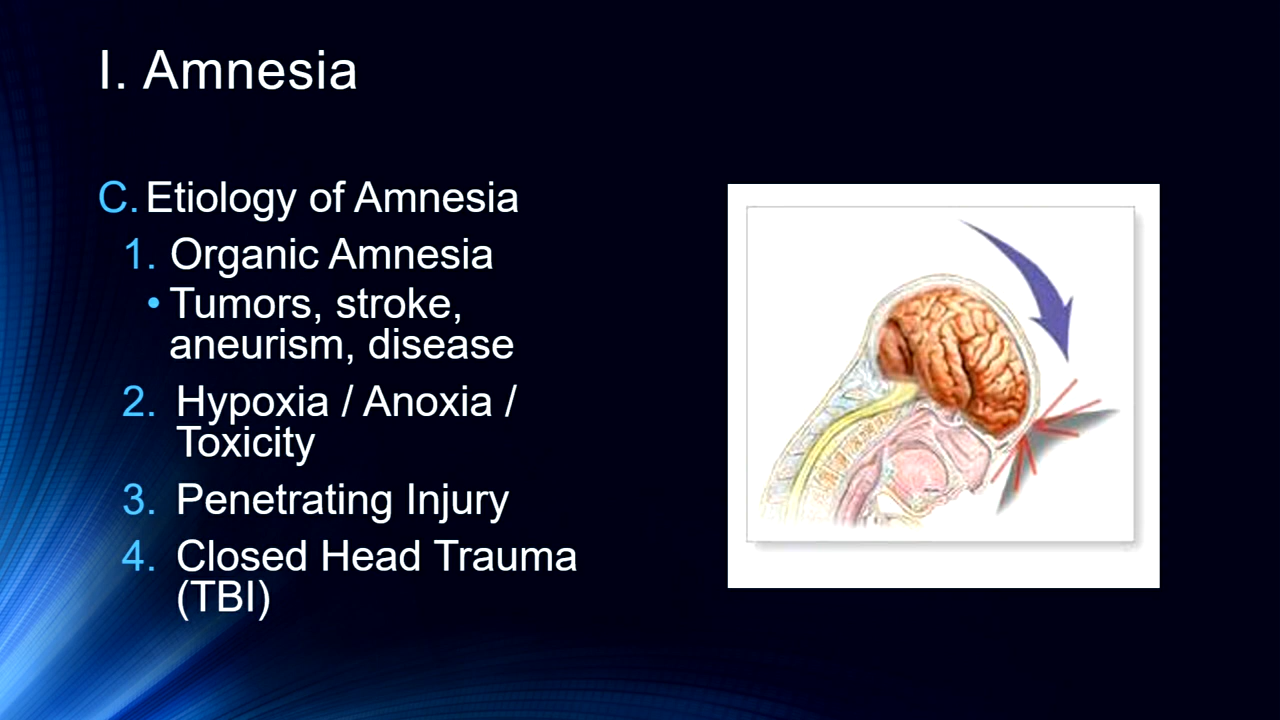 I. Amnesia
C. Etiology of Amnesia
1. Organic Amnesia
• Tumors, stroke,
aneurism, disease
2. Hypoxia / Anoxia /
Toxicity
3. Penetrating Injury
4. Closed Head Trauma
(TBI)